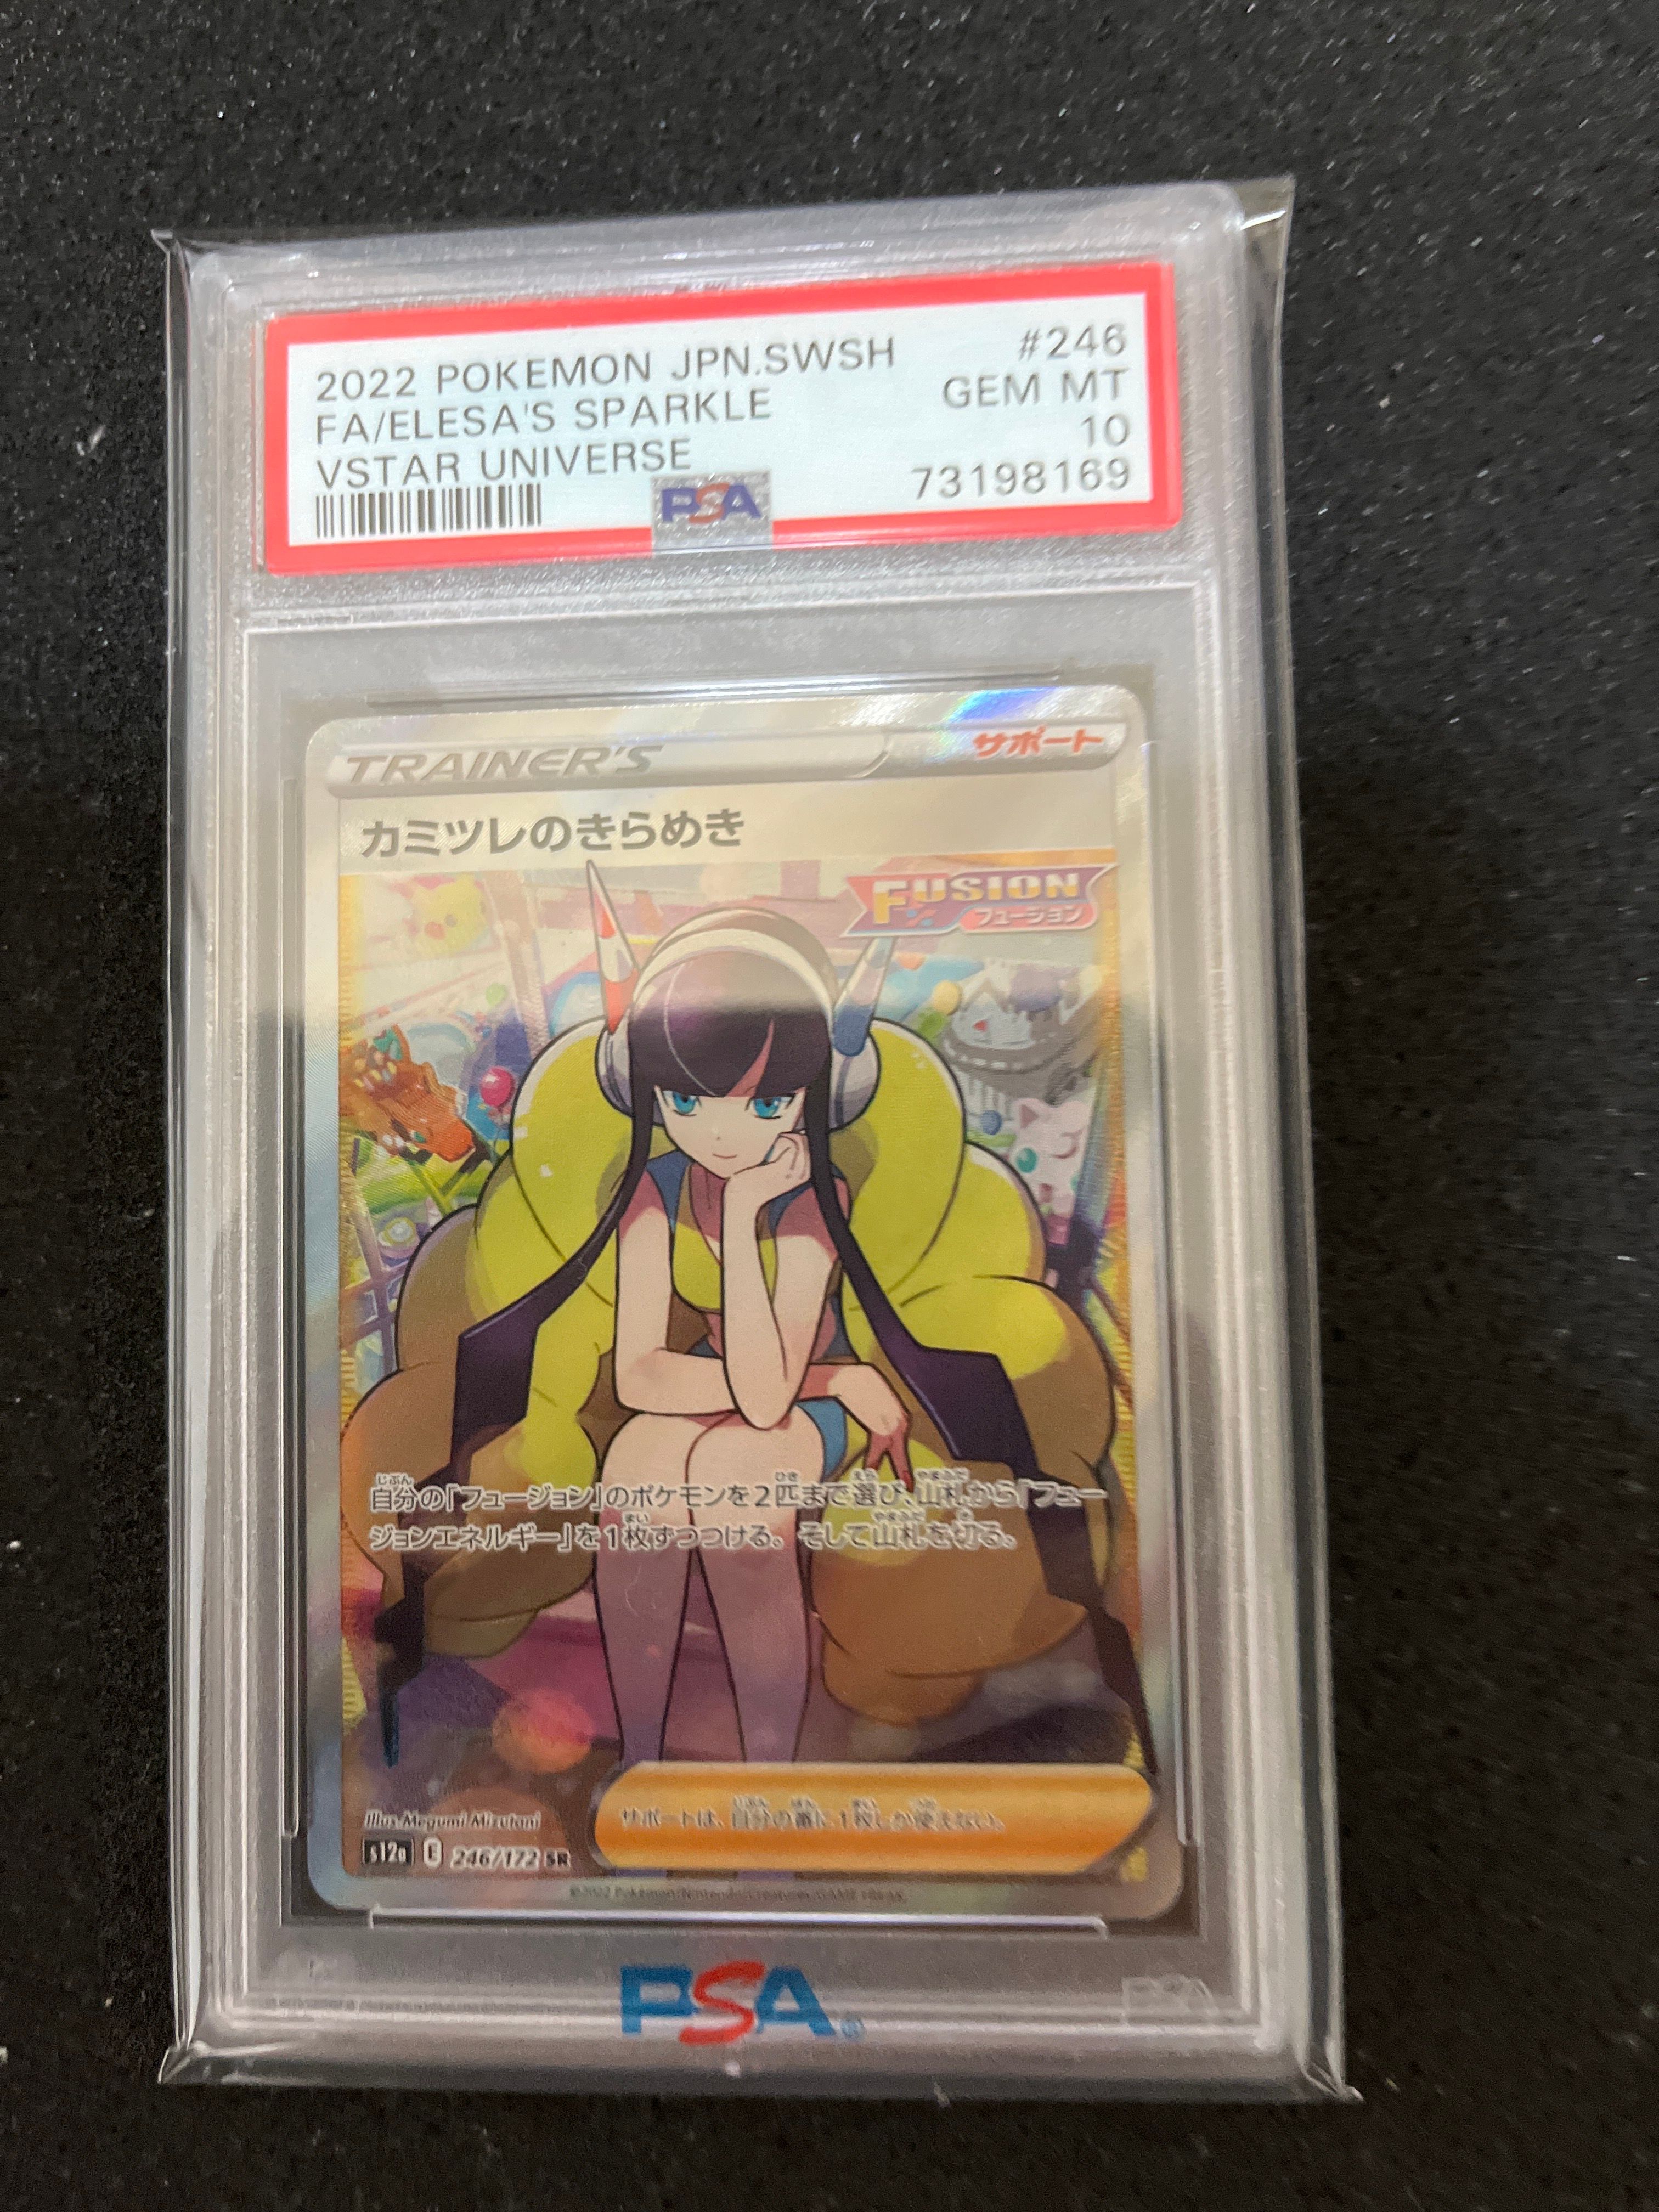 2022 POKEMON JPN.SWSH #246
FA/ELESA'S SPARKLE GEM MT
VSTAR UNIVERSE 10
73198169
PSA
TRAINER'S サポート
カミツレのきらめき
FUSION
フュージョン
自分の「フュージョン」のポケモンを2匹まで選び、山札から「フュー
ジョンエネルギー」を1枚ずつつける。そして山札を切る。
サポートは、自分の番に1枚しか使えない。
illus. Megumi Mizutani
s12a E 246/172 SR
©2022 Pokémon/Nintendo/Creatures/GAME FREAK.
PSA®